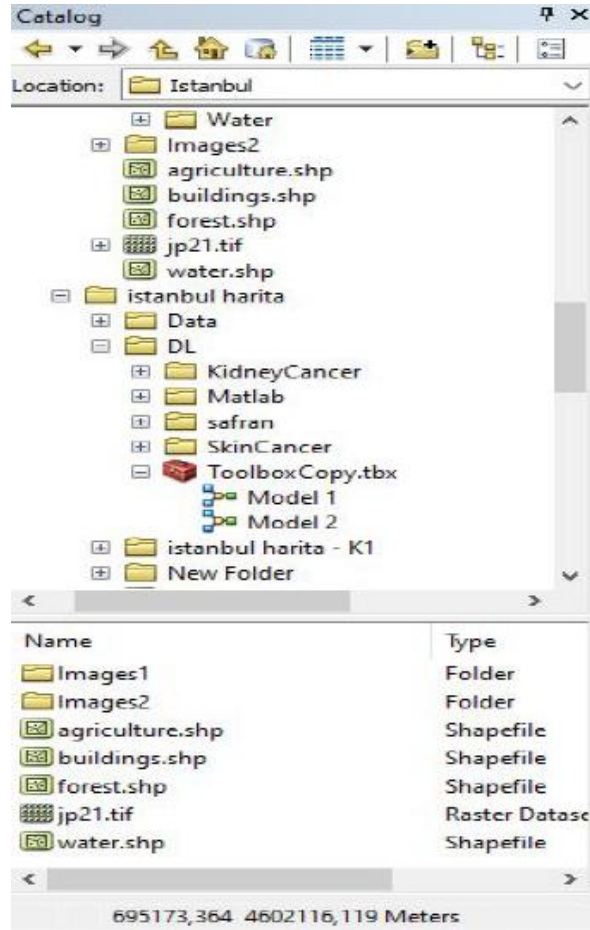 Catalog
Location: Istanbul
Water
Images2
agriculture.shp
buildings.shp
forest.shp
jp21.tif
water.shp
istanbul harita
Data
DL
KidneyCancer
Matlab
safran
SkinCancer
ToolboxCopy.tbx
Model 1
Model 2
istanbul harita - K1
New Folder
Name Type
Images1 Folder
Images2 Folder
agriculture.shp Shapefile
buildings.shp Shapefile
forest.shp Shapefile
jp21.tif Raster Datasc
water.shp Shapefile
695173,364 4602116,119 Meters